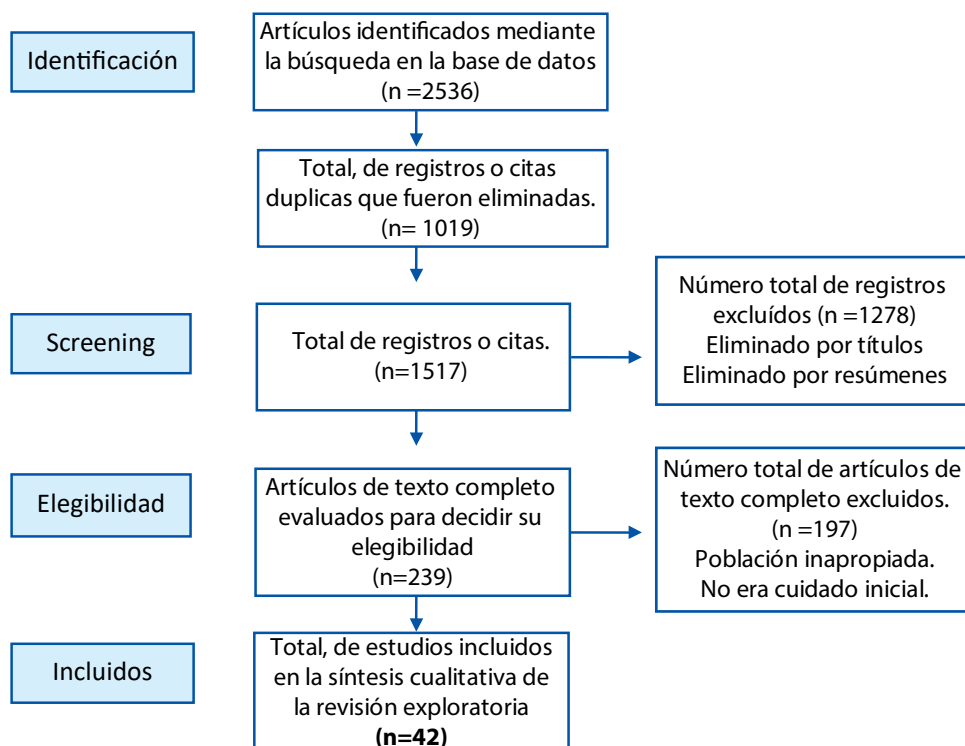 Identificación
Artículos identificados mediante
la búsqueda en la base de datos
(n =2536)
Total, de registros o citas
duplicas que fueron eliminadas.
(n= 1019)
Screening
Total de registros o citas.
(n=1517)
Número total de registros
excluídos (n =1278)
Eliminado por títulos
Eliminado por resúmenes
Elegibilidad
Artículos de texto completo
evaluados para decidir su
elegibilidad
(n=239)
Número total de artículos de
texto completo excluidos.
(n =197)
Población inapropiada.
No era cuidado inicial.
Incluidos
Total, de estudios incluidos
en la síntesis cualitativa de
la revisión exploratoria
(n=42)